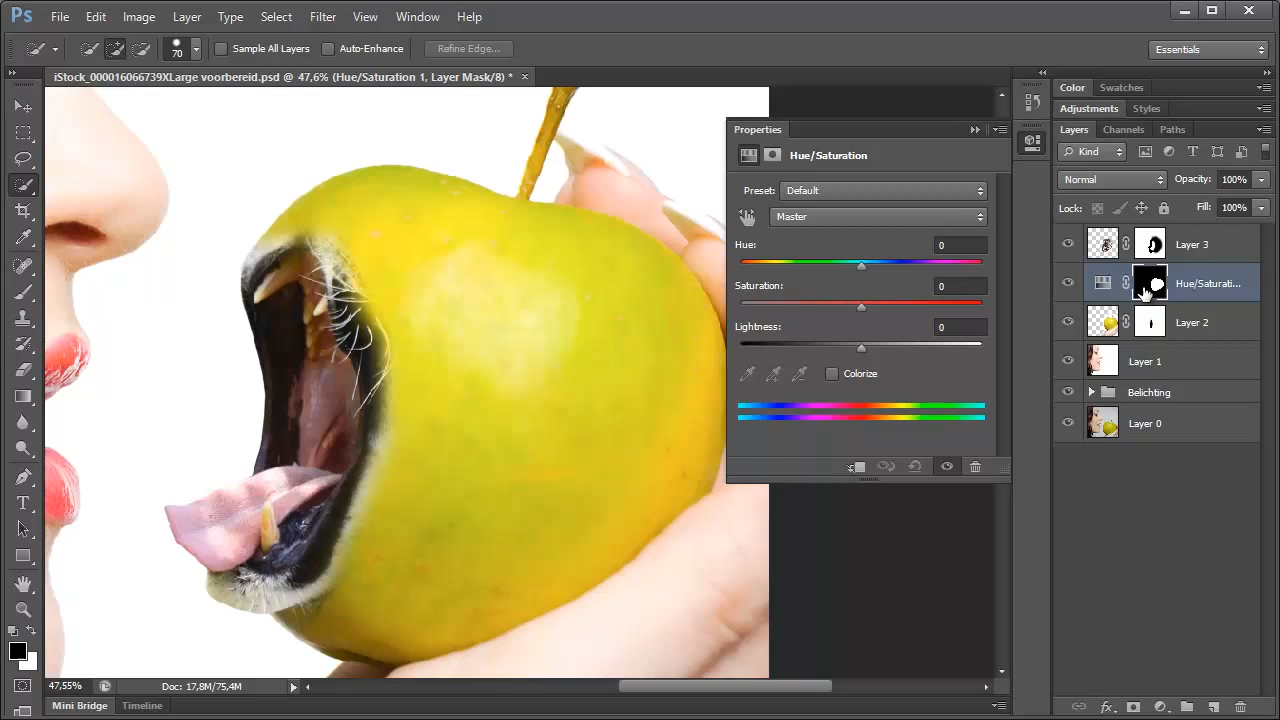 Ps File Edit Image Layer Type Select Filter View Window Help
70 Sample All Layers Auto-Enhance Refine Edge... Essentials
iStock_000016066739XLarge voorbereid.psd @ 47,6% (Hue/Saturation 1, Layer Mask/8) *
Properties
Hue/Saturation
Preset: Default
Master
Hue: 0
Saturation: 0
Lightness: 0
Colorize
Color Swatches
Adjustments Styles
Layers Channels Paths
Kind
Normal Opacity: 100%
Lock: Fill: 100%
Layer 3
Hue/Saturati...
Layer 2
Layer 1
Belichting
Layer 0
47,55% Doc: 17,8M/75,4M
Mini Bridge Timeline
fx